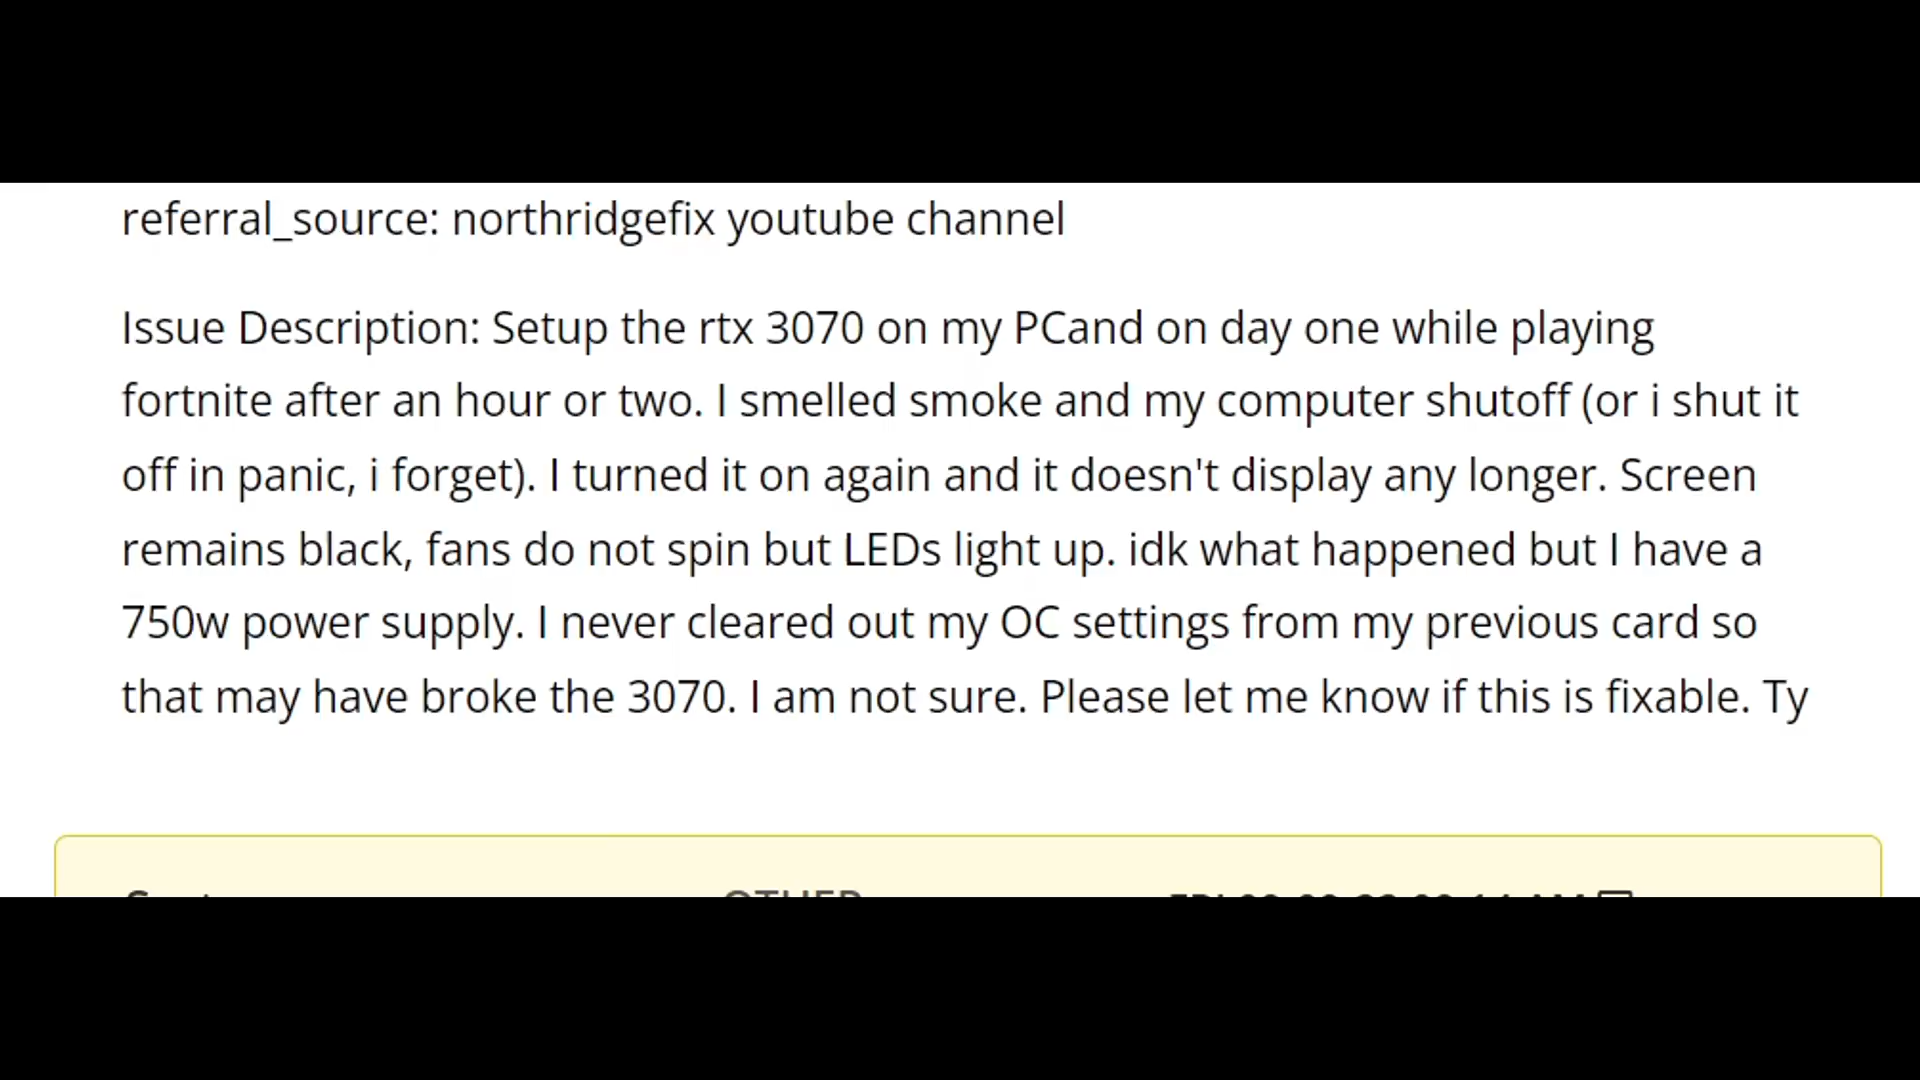 referral_source: northridgefix youtube channel
Issue Description: Setup the rtx 3070 on my PCand on day one while playing
fortnite after an hour or two. I smelled smoke and my computer shutoff (or i shut it
off in panic, i forget). I turned it on again and it doesn't display any longer. Screen
remains black, fans do not spin but LEDs light up. idk what happened but I have a
750w power supply. I never cleared out my OC settings from my previous card so
that may have broke the 3070. I am not sure. Please let me know if this is fixable. Ty
OTHER